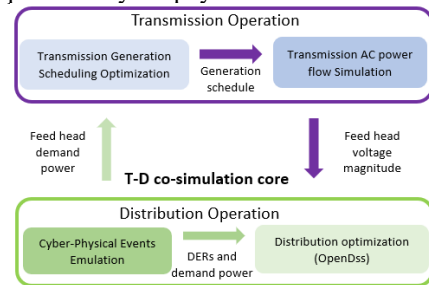 Transmission Operation
Transmission Generation
Scheduling Optimization
Generation
schedule
Transmission AC power
flow Simulation
Feed head
demand
power
Feed head
voltage
magnitude
T-D co-simulation core
Distribution Operation
Cyber-Physical Events
Emulation
DERs and
demand power
Distribution optimization
(OpenDss)